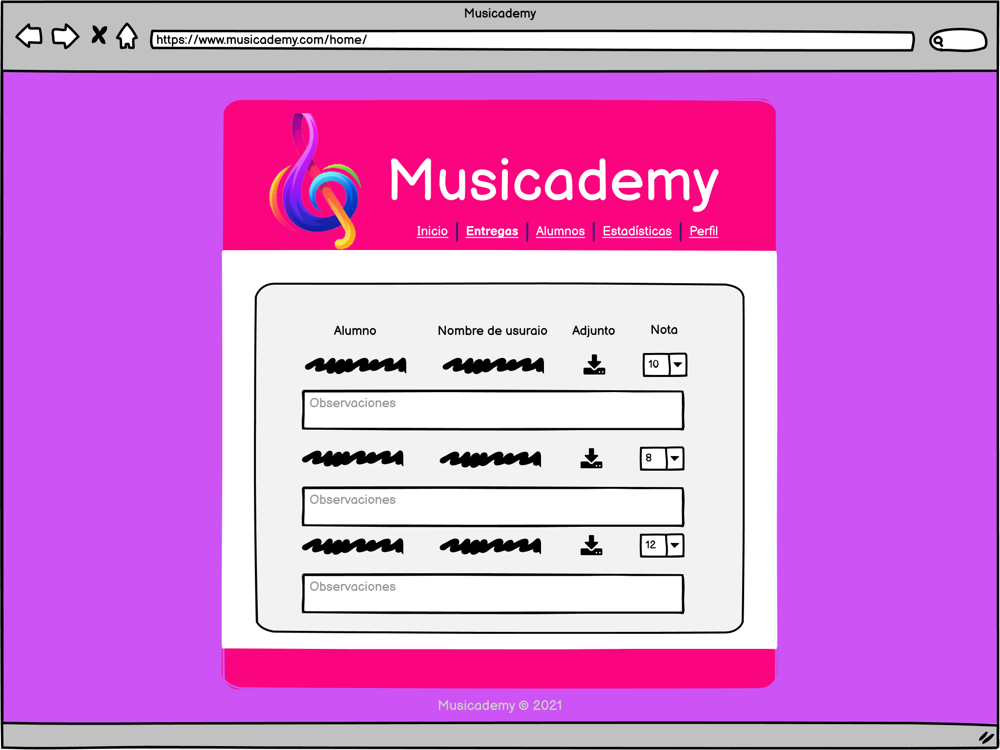 Musicademy
https://www.musicademy.com/home/
Musicademy
Inicio Entregas Alumnos Estadísticas Perfil
Alumno Nombre de usuraio Adjunto Nota
10
Observaciones
8
Observaciones
12
Observaciones
Musicademy © 2021